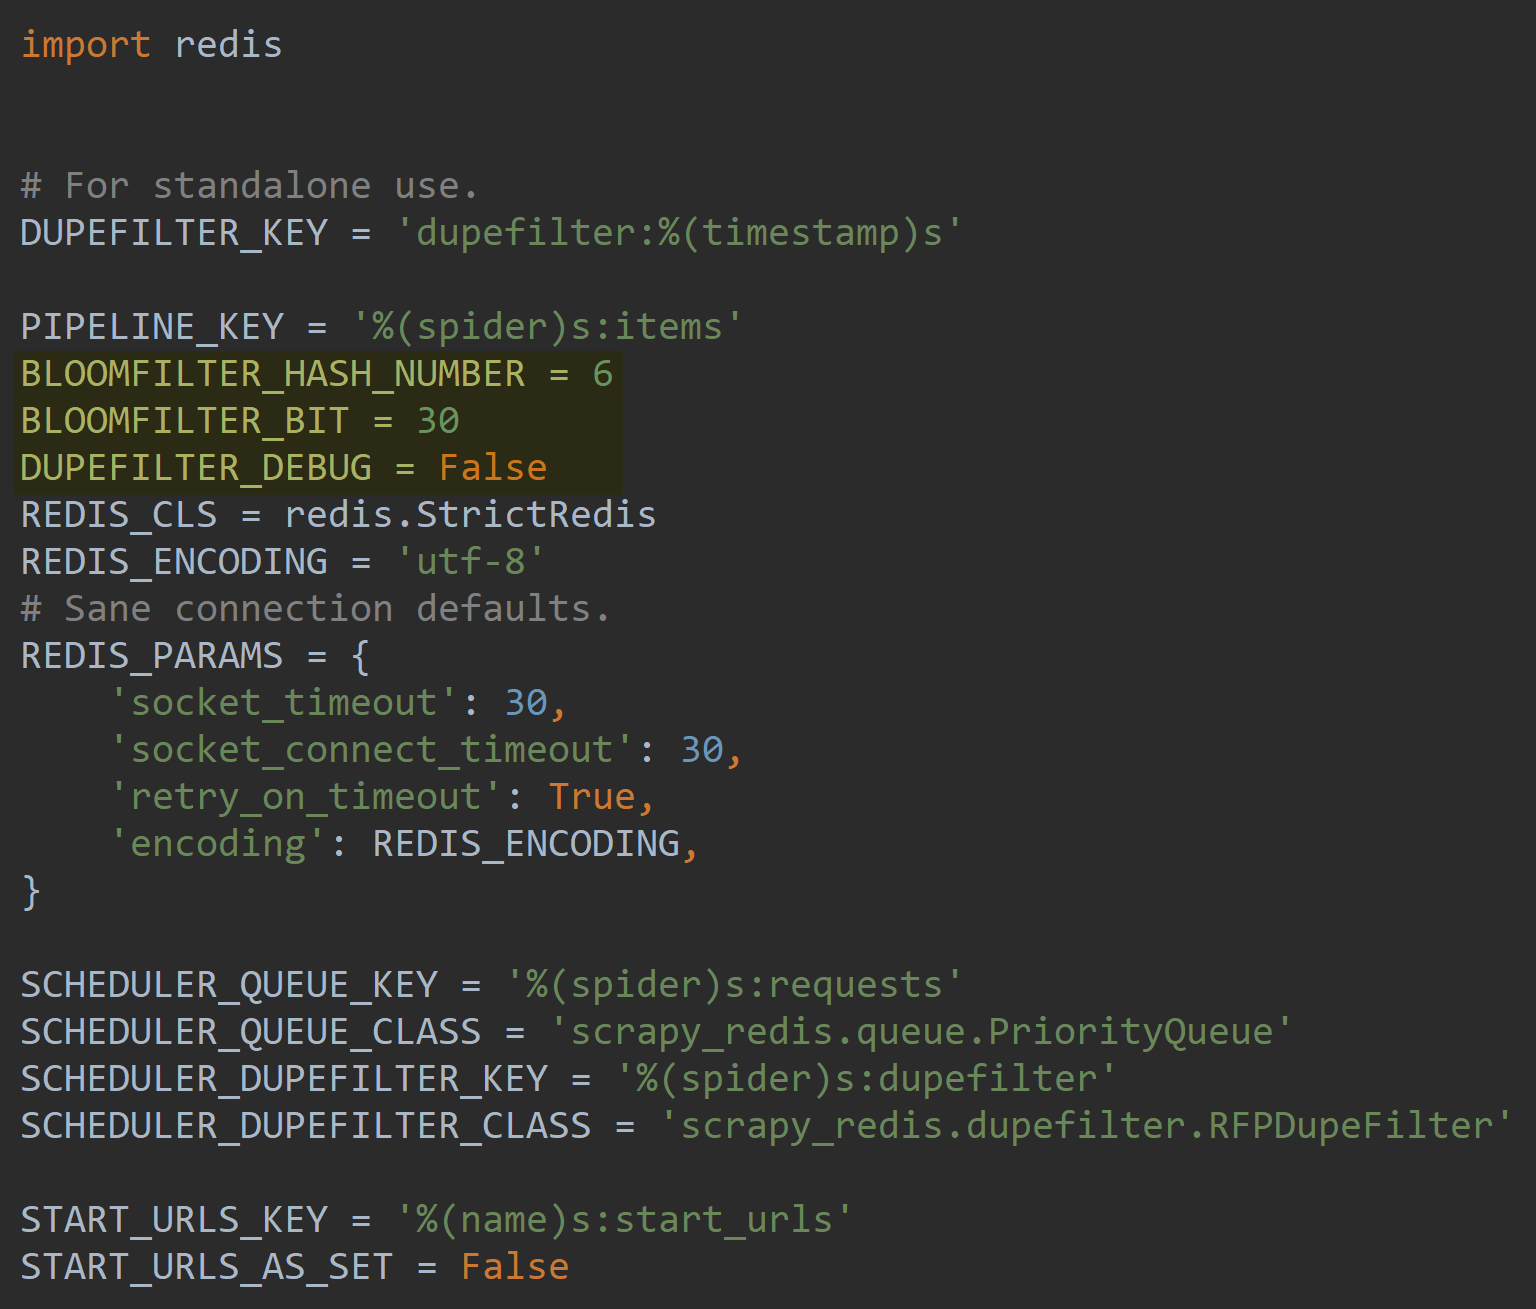 import redis
# For standalone use.
DUPEFILTER_KEY = 'dupefilter:%(timestamp)s'
PIPELINE_KEY = '%(spider)s:items'
BLOOMFILTER_HASH_NUMBER = 6
BLOOMFILTER_BIT = 30
DUPEFILTER_DEBUG = False
REDIS_CLS = redis.StrictRedis
REDIS_ENCODING = 'utf-8'
# Sane connection defaults.
REDIS_PARAMS = {
    'socket_timeout': 30,
    'socket_connect_timeout': 30,
    'retry_on_timeout': True,
    'encoding': REDIS_ENCODING,
}
SCHEDULER_QUEUE_KEY = '%(spider)s:requests'
SCHEDULER_QUEUE_CLASS = 'scrapy_redis.queue.PriorityQueue'
SCHEDULER_DUPEFILTER_KEY = '%(spider)s:dupefilter'
SCHEDULER_DUPEFILTER_CLASS = 'scrapy_redis.dupefilter.RFPDupeFilter'
START_URLS_KEY = '%(name)s:start_urls'
START_URLS_AS_SET = False